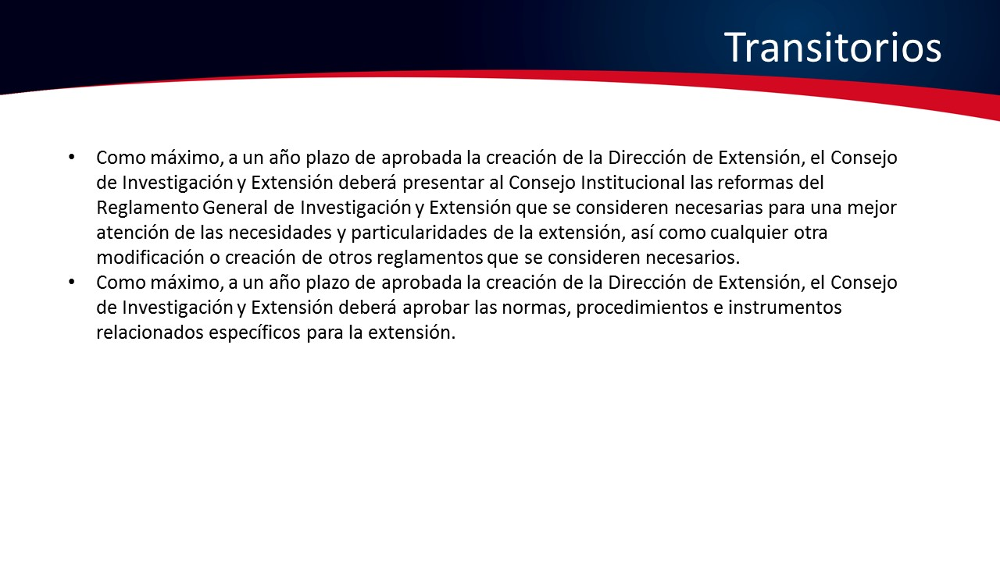 Transitorios
• Como máximo, a un año plazo de aprobada la creación de la Dirección de Extensión, el Consejo
de Investigación y Extensión deberá presentar al Consejo Institucional las reformas del
Reglamento General de Investigación y Extensión que se consideren necesarias para una mejor
atención de las necesidades y particularidades de la extensión, así como cualquier otra
modificación o creación de otros reglamentos que se consideren necesarios.
• Como máximo, a un año plazo de aprobada la creación de la Dirección de Extensión, el Consejo
de Investigación y Extensión deberá aprobar las normas, procedimientos e instrumentos
relacionados específicos para la extensión.